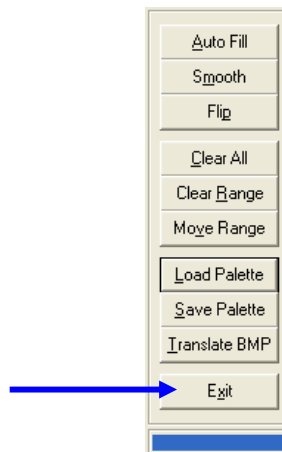 Auto Fill
Smooth
Flip
Clear All
Clear Range
Move Range
Load Palette
Save Palette
Translate BMP
Exit